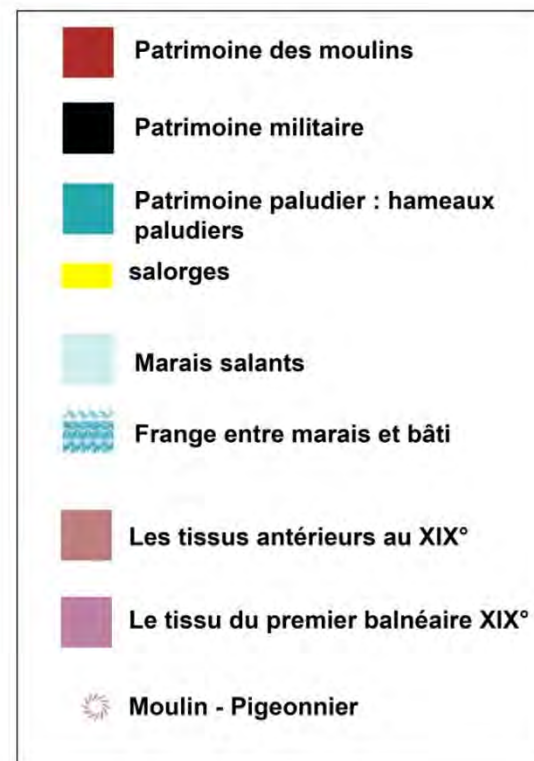 Patrimoine des moulins
Patrimoine militaire
Patrimoine paludier : hameaux
paludiers
salorges
Marais salants
Frange entre marais et bâti
Les tissus antérieurs au XIX°
Le tissu du premier balnéaire XIX°
Moulin - Pigeonnier